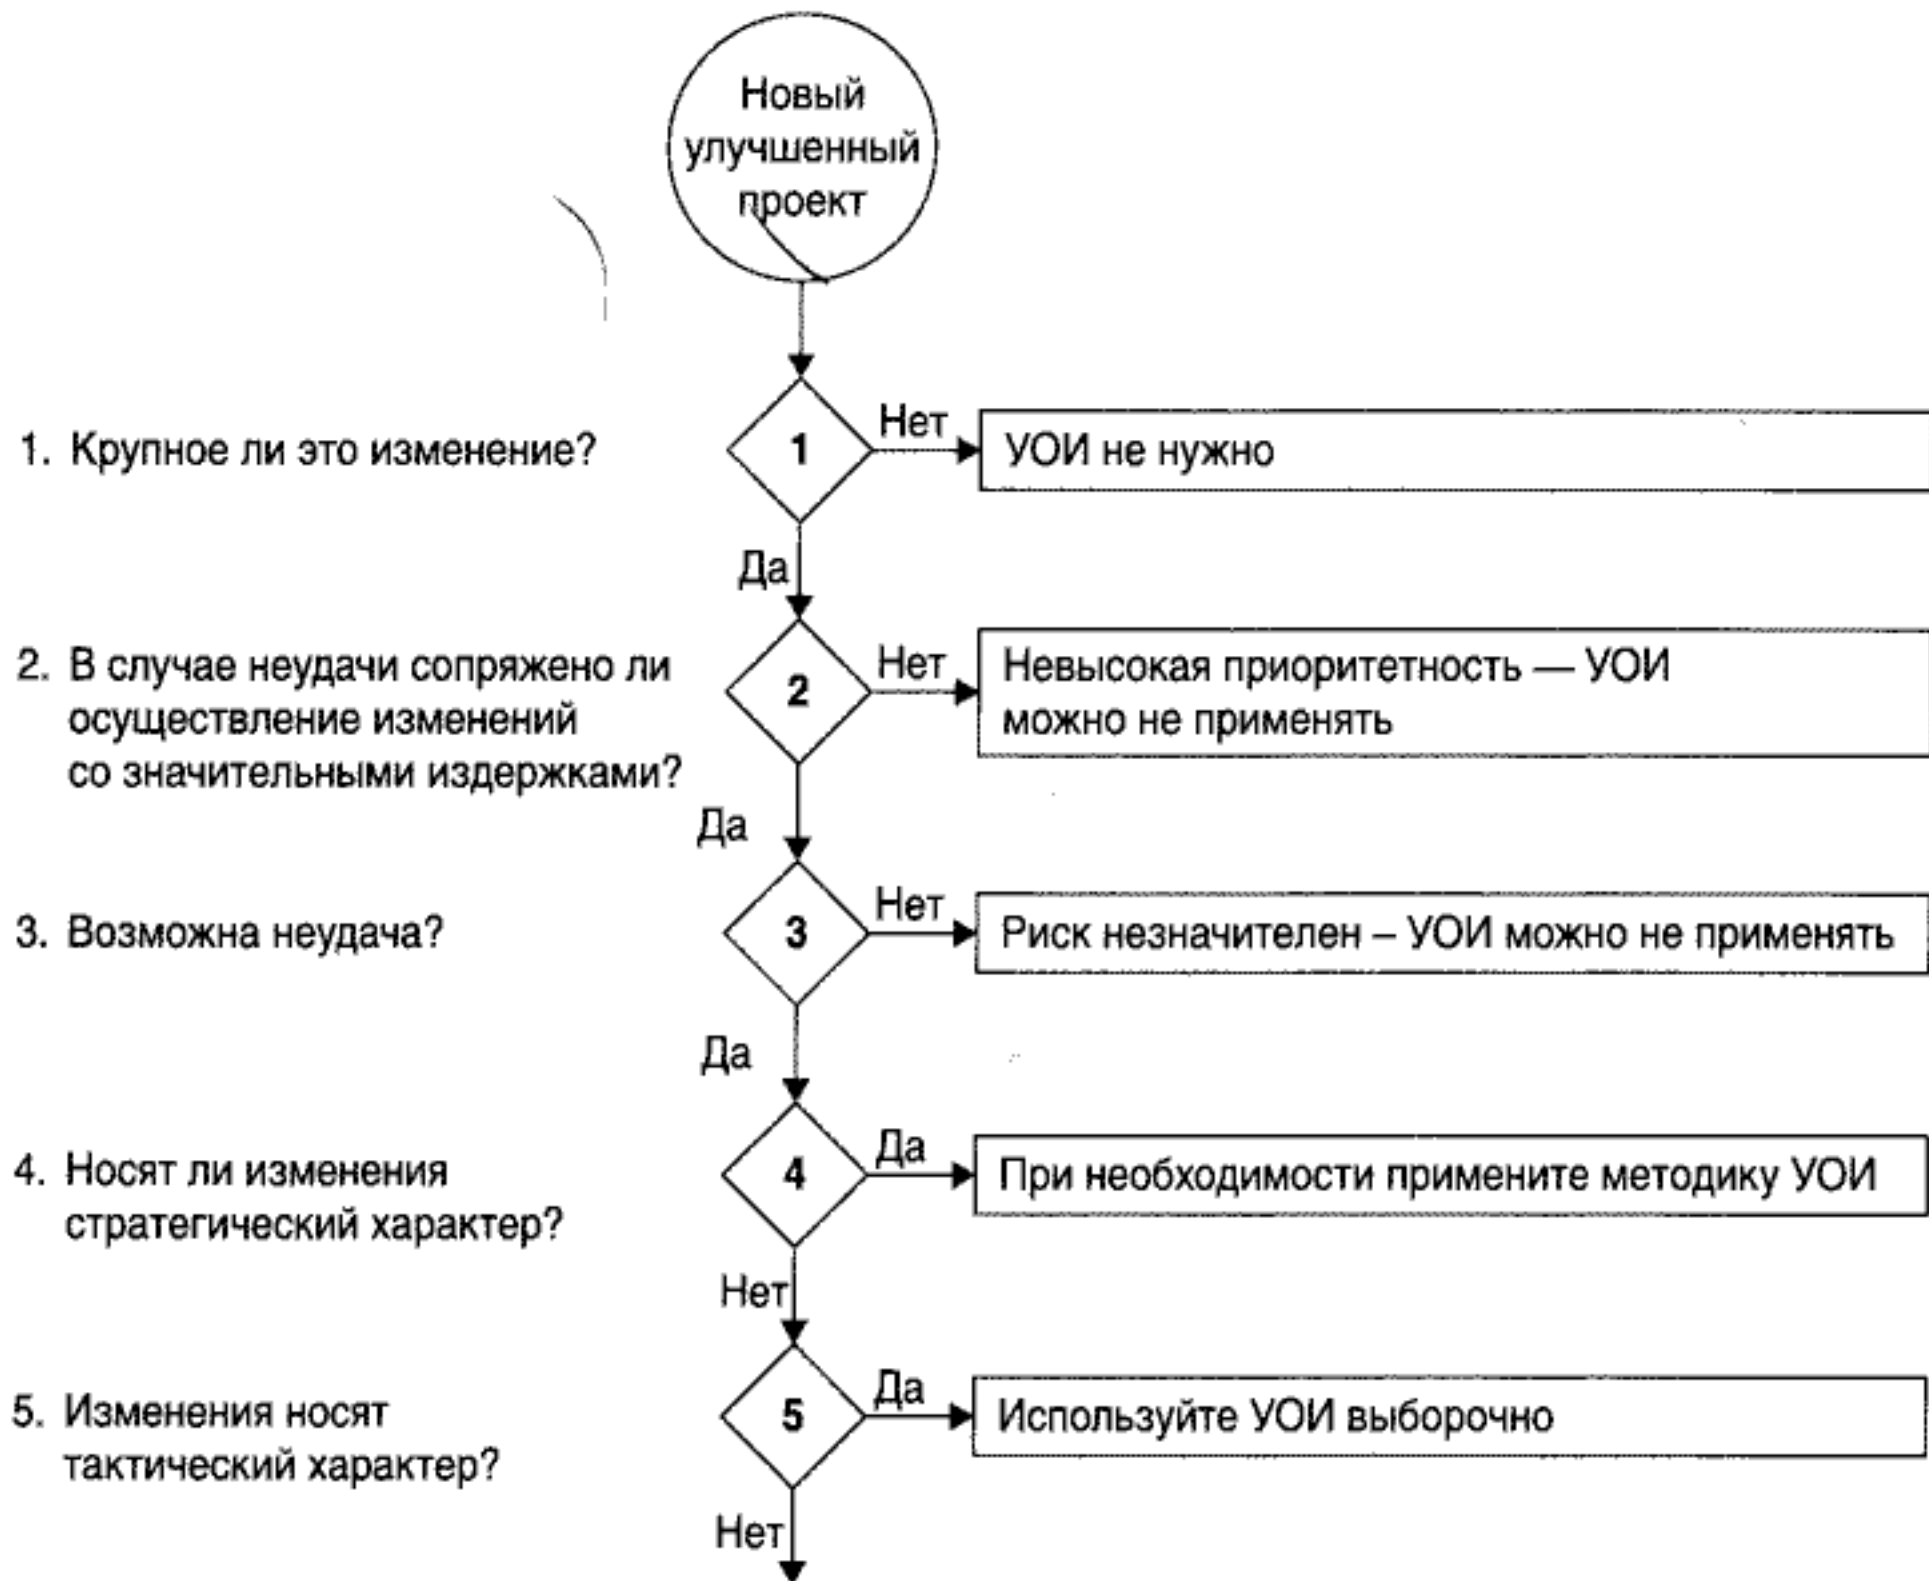 Новый
улучшенный
проект
1. Крупное ли это изменение?
1
Нет
УОИ не нужно
Да
2. В случае неудачи сопряжено ли
осуществление изменений
со значительными издержками?
2
Нет
Невысокая приоритетность — УОИ
можно не применять
Да
3. Возможна неудача?
3
Нет
Риск незначителен – УОИ можно не применять
Да
4. Носят ли изменения
стратегический характер?
4
Да
При необходимости примените методику УОИ
Нет
5. Изменения носят
тактический характер?
5
Да
Используйте УОИ выборочно
Нет